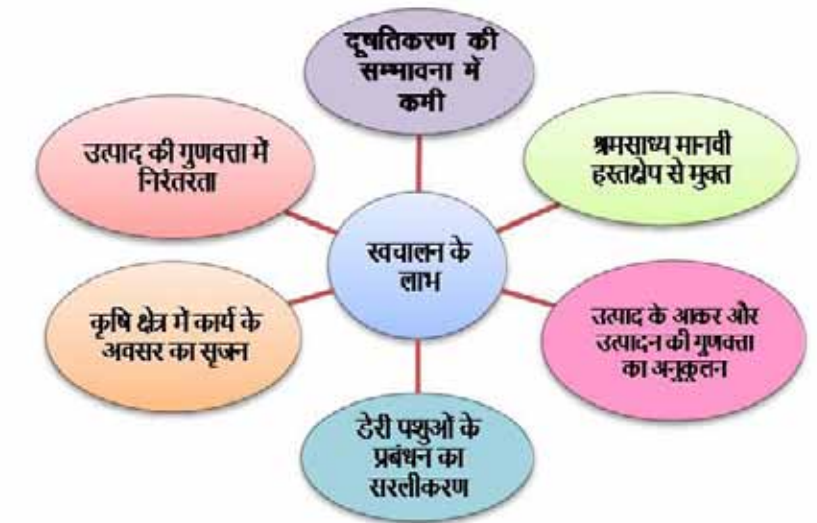 दूषतिकरण की
सम्भावना में
कमी
उत्पाद की गुणवत्ता में
निरंतरता
श्रमसाध्य मानवी
हस्तक्षेप से मुक्त
स्वचालन के
लाभ
कृषि क्षेत्र में कार्य के
अवसर का सृजन
उत्पाद के आकर और
उत्पादन की गुणवत्ता
का अनुकूलन
डेरी पशुओं के
प्रबंधन का
सरलीकरण